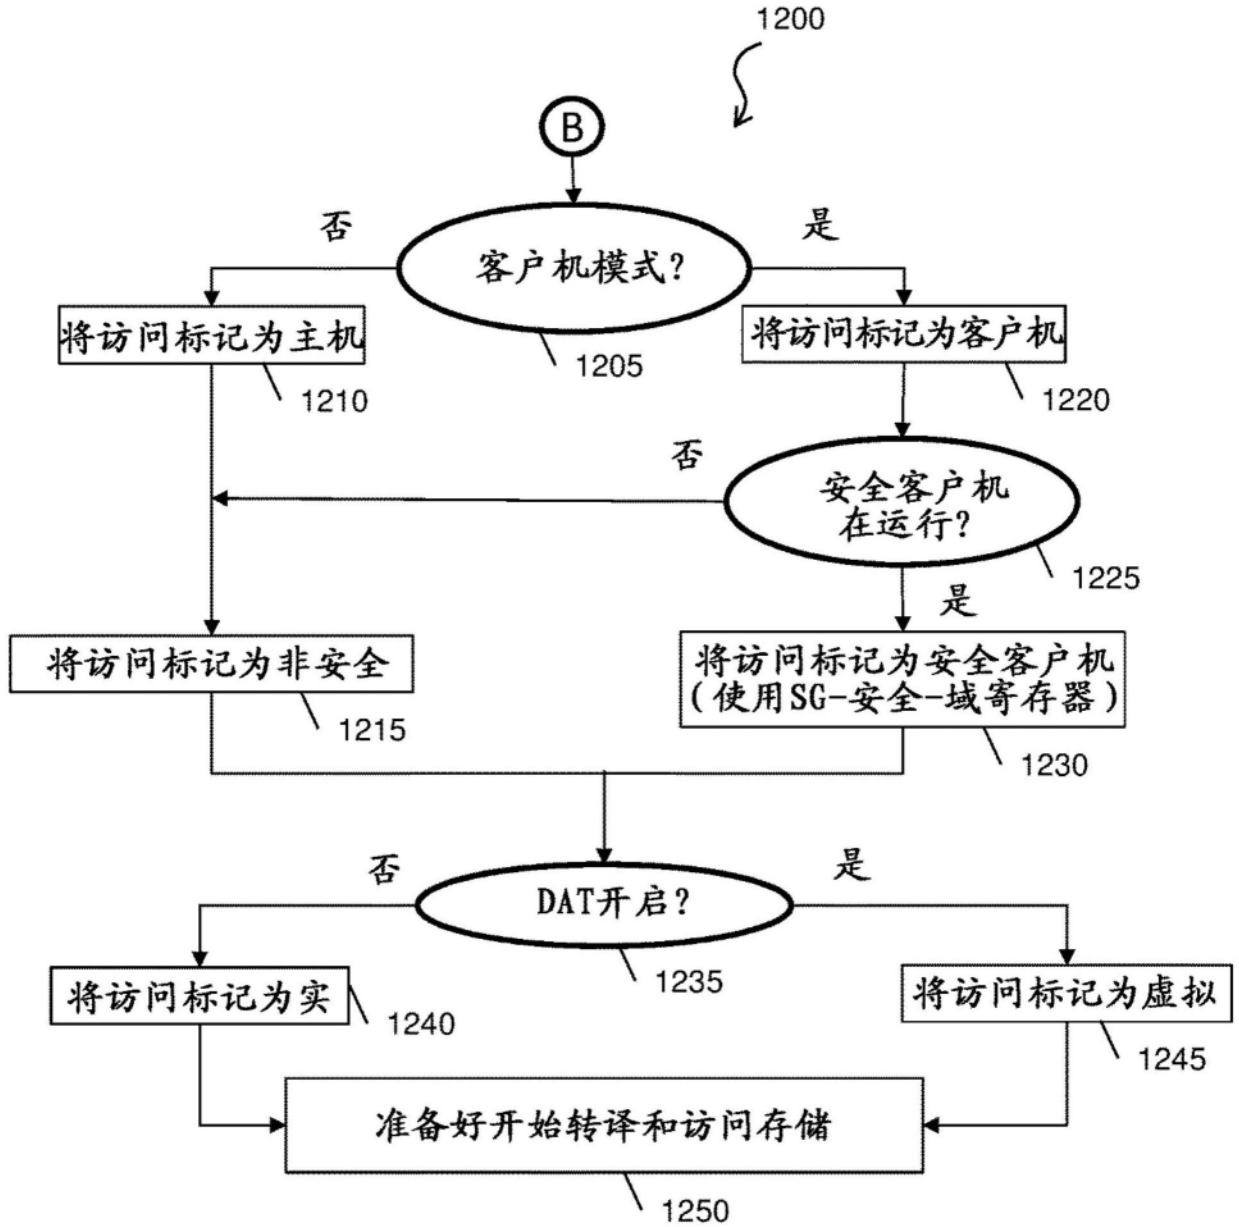 1200
B
否
是
客户机模式?
将访问标记为主机
将访问标记为客户机
1205
1210
1220
否
安全客户机
在运行?
1225
是
将访问标记为非安全
将访问标记为安全客户机
(使用SG-安全-域寄存器)
1215
1230
否
是
DAT开启?
1235
将访问标记为实
将访问标记为虚拟
1240
1245
准备好开始转译和访问存储
1250